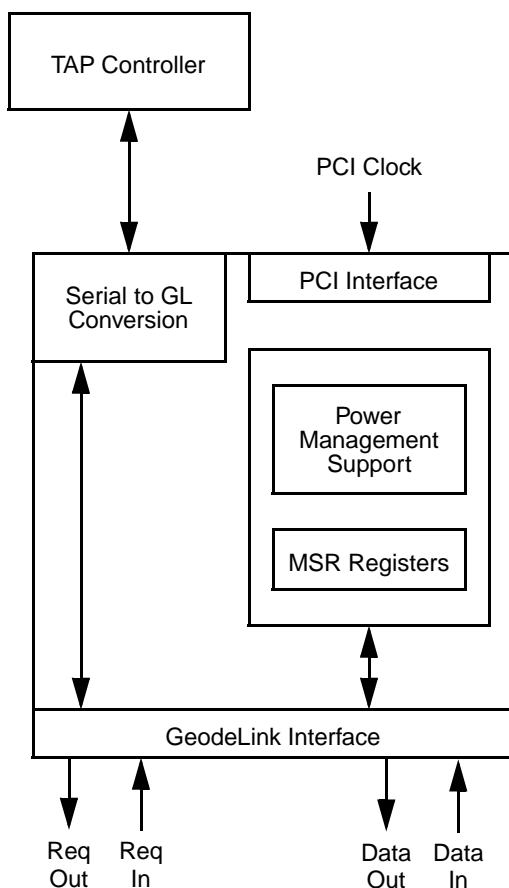 TAP Controller
PCI Clock
Serial to GL
Conversion
PCI Interface
Power
Management
Support
MSR Registers
GeodeLink Interface
Req
Out
Req
In
Data
Out
Data
In